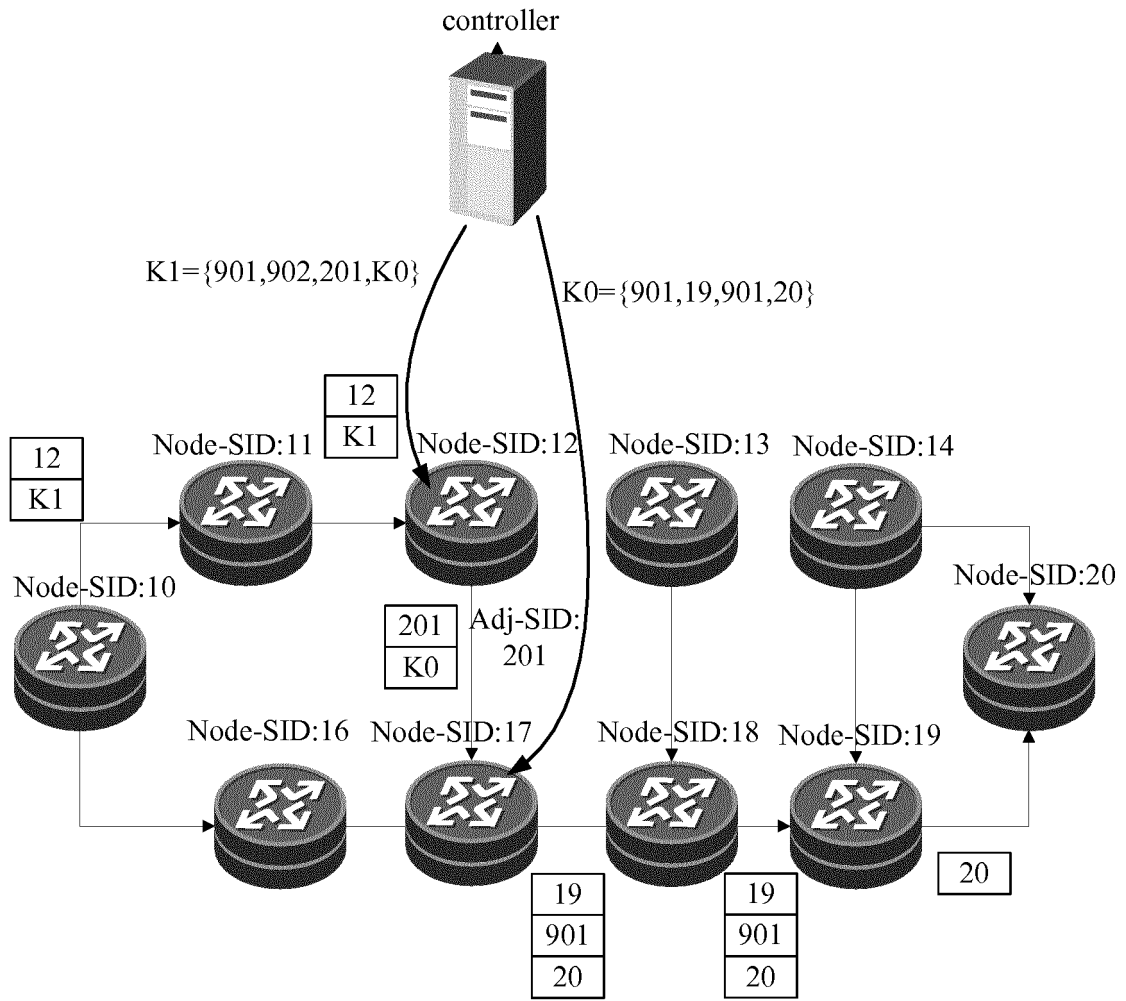 controller
K1={901,902,201,K0}
K0={901,19,901,20}
12
K1
Node-SID:11
Node-SID:12
Node-SID:13
Node-SID:14
12
K1
Node-SID:10
Node-SID:20
201
K0
Adj-SID:
201
Node-SID:16
Node-SID:17
Node-SID:18
Node-SID:19
20
19
901
20
19
901
20